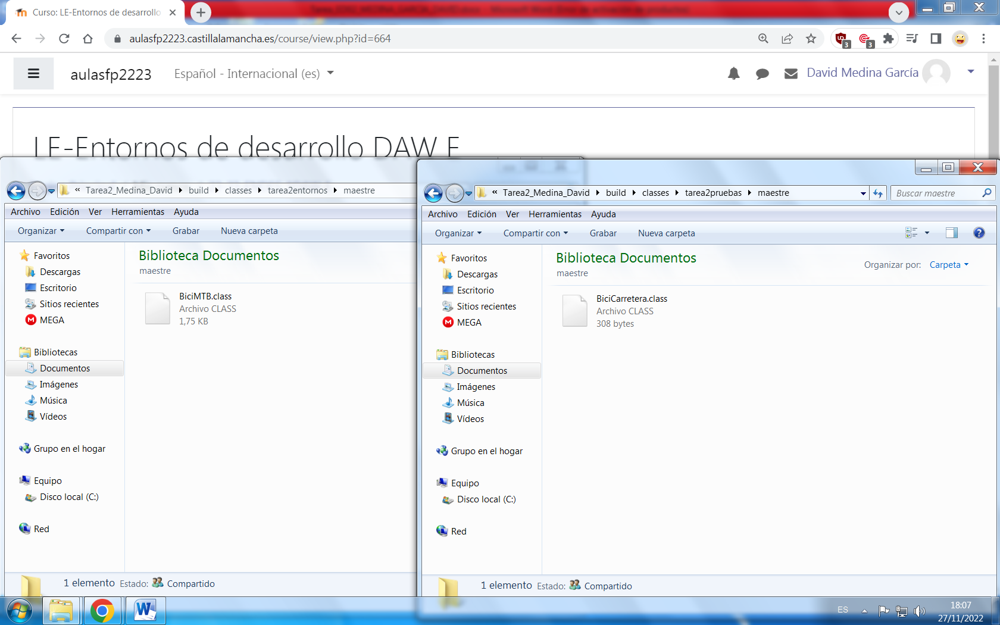 Curso: LE-Entornos de desarrollo
aulasfp2223.castillalamancha.es/course/view.php?id=664
3
3
aulasfp2223
Español - Internacional (es)
David Medina García
LE-Entornos de desarrollo DAW E
« Tarea2_Medina_David build classes tarea2entornos maestre
Archivo Edición Ver Herramientas Ayuda
Organizar Compartir con Grabar Nueva carpeta
Favoritos
Descargas
Escritorio
Sitios recientes
MEGA
Bibliotecas
Documentos
Imágenes
Música
Vídeos
Grupo en el hogar
Equipo
Disco local (C:)
Red
Biblioteca Documentos
maestre
BiciMTB.class
Archivo CLASS
1,75 KB
1 elemento Estado: Compartido
« Tarea2_Medina_David build classes tarea2pruebas maestre
Buscar maestre
Archivo Edición Ver Herramientas Ayuda
Organizar Compartir con Grabar Nueva carpeta
Favoritos
Descargas
Escritorio
Sitios recientes
MEGA
Bibliotecas
Documentos
Imágenes
Música
Vídeos
Grupo en el hogar
Equipo
Disco local (C:)
Red
Biblioteca Documentos
maestre
Organizar por: Carpeta
BiciCarretera.class
Archivo CLASS
308 bytes
1 elemento Estado: Compartido
ES
18:07
27/11/2022